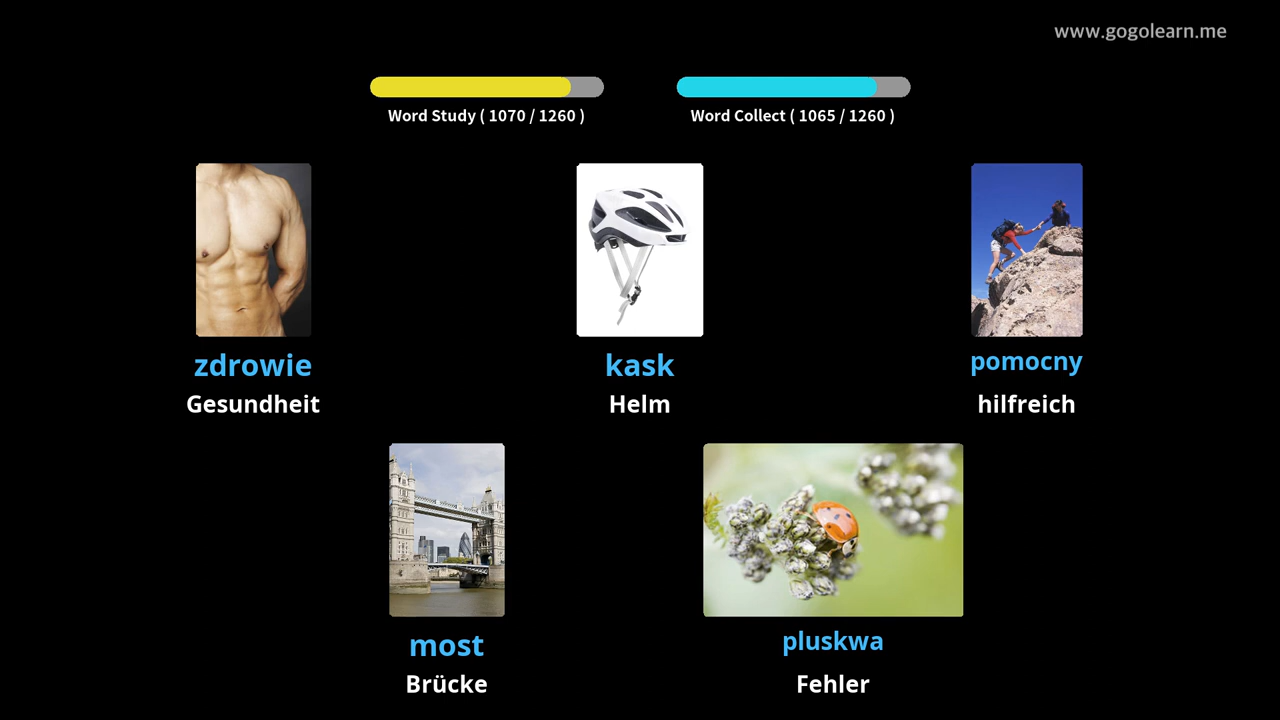 www.gogolearn.me
Word Study ( 1070 / 1260 )
Word Collect ( 1065 / 1260 )
zdrowie
Gesundheit
kask
Helm
pomocny
hilfreich
most
Brücke
pluskwa
Fehler